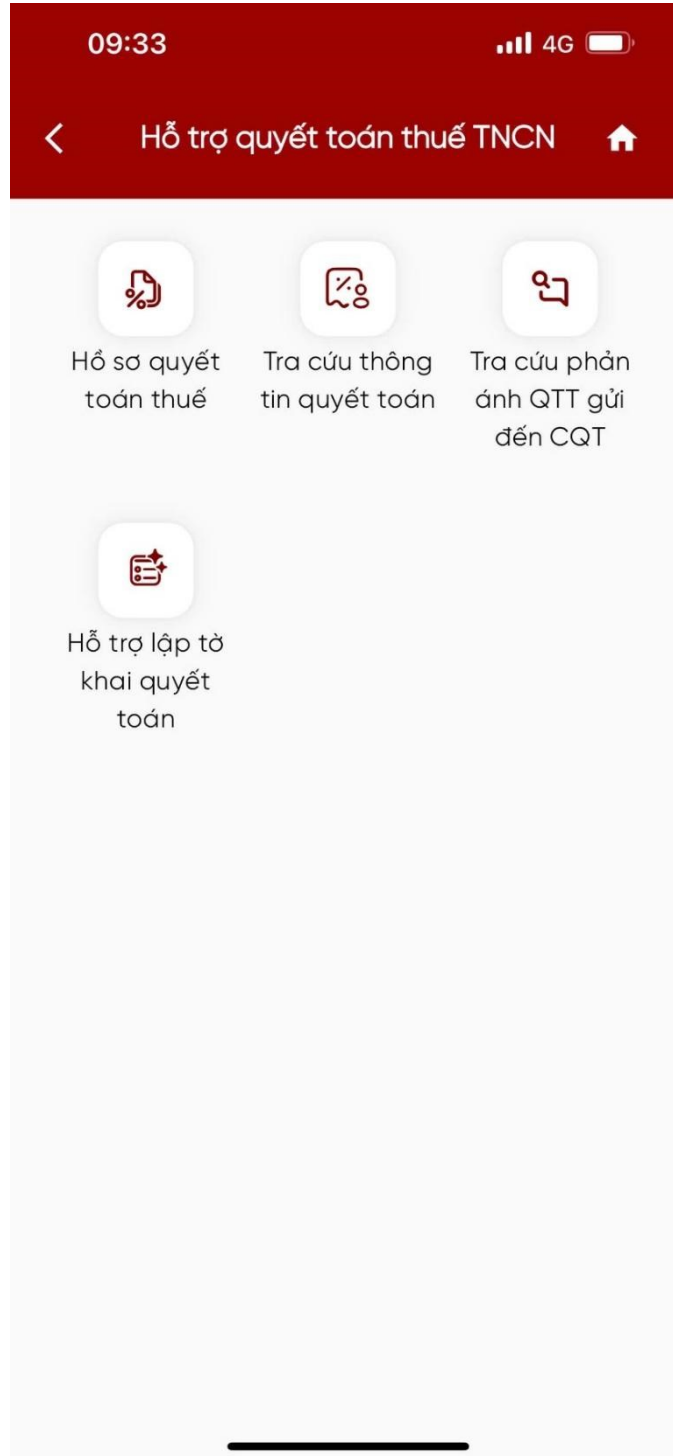 09:33
4G
Hỗ trợ quyết toán thuế TNCN
Hồ sơ quyết
toán thuế
Tra cứu thông
tin quyết toán
Tra cứu phản
ánh QTT gửi
đến CQT
Hỗ trợ lập tờ
khai quyết
toán